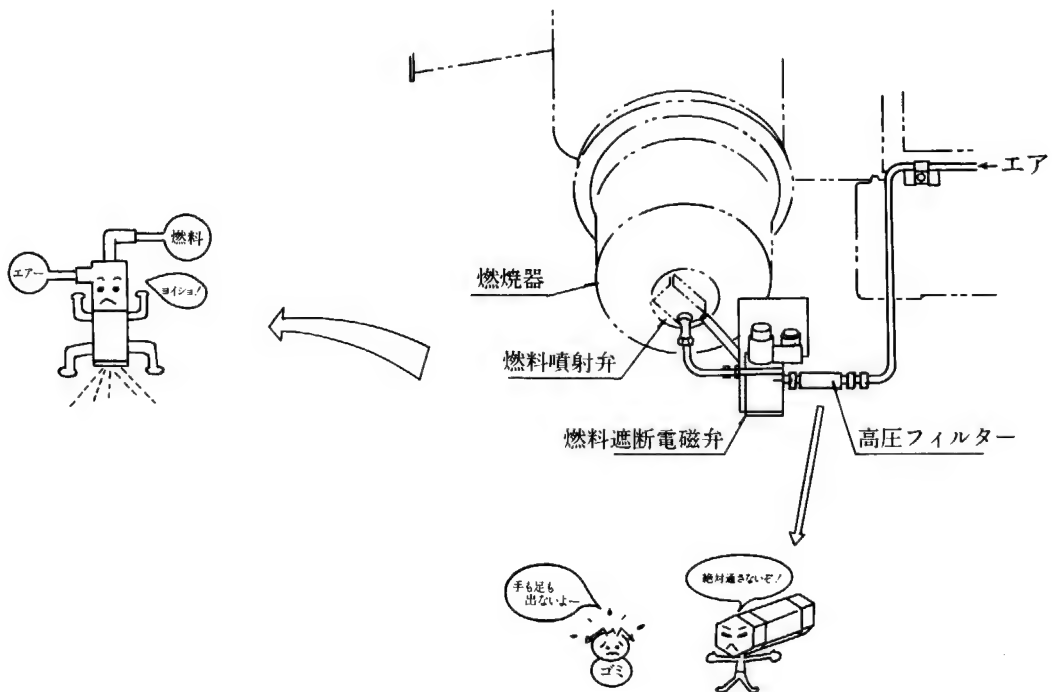 エア
燃料
エアー
ヨイショ!
燃焼器
燃料噴射弁
燃料遮断電磁弁
高圧フィルター
手も足も
出ないよー
絶対通さないぞ!
ゴミ